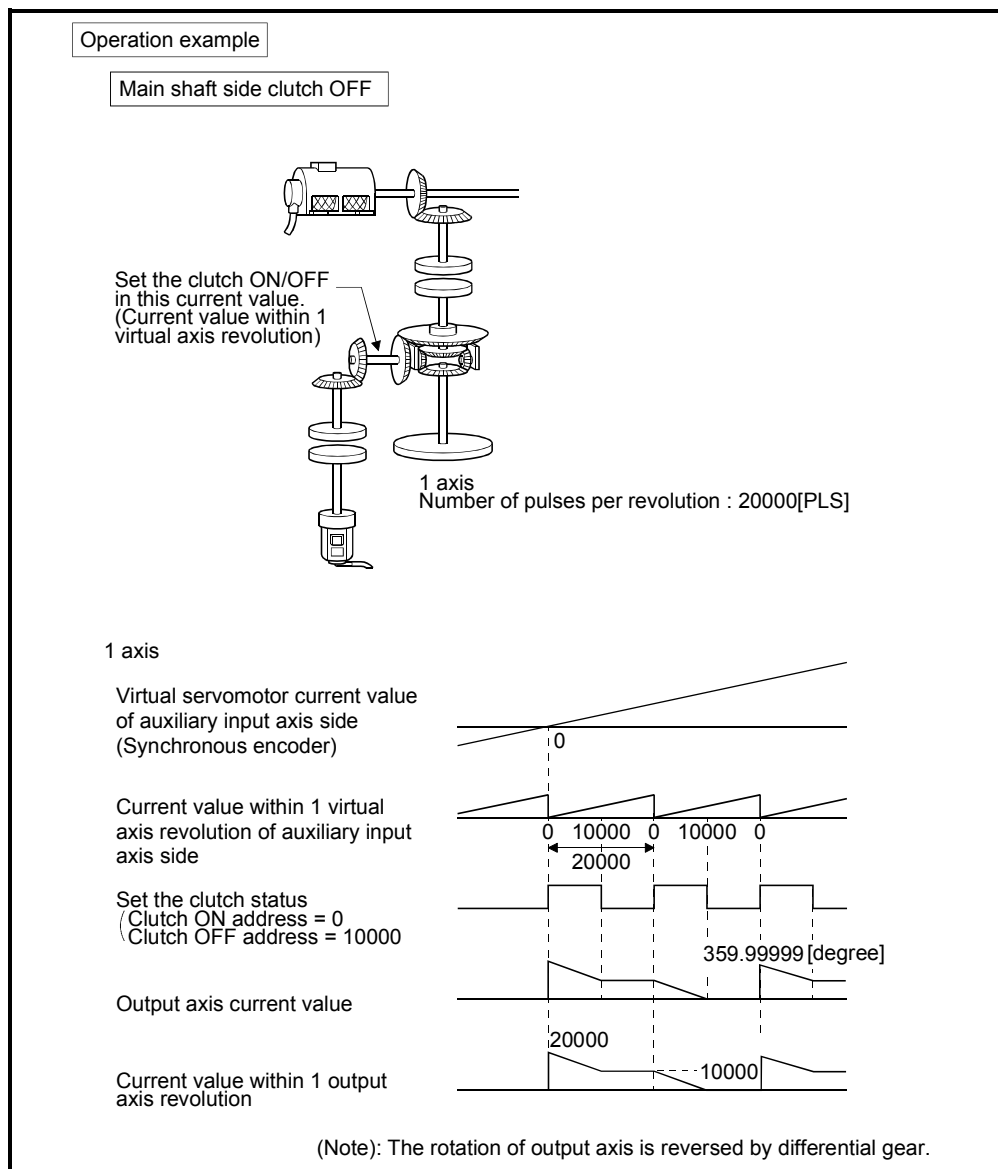 Operation example
Main shaft side clutch OFF
Set the clutch ON/OFF
in this current value.
(Current value within 1
virtual axis revolution)
1 axis
Number of pulses per revolution : 20000[PLS]
1 axis
Virtual servomotor current value
of auxiliary input axis side
(Synchronous encoder)
0
Current value within 1 virtual
axis revolution of auxiliary input
axis side
0 10000 0 10000 0
20000
Set the clutch status
(Clutch ON address = 0
Clutch OFF address = 10000
359.99999 [degree]
Output axis current value
20000
10000
Current value within 1 output
axis revolution
(Note): The rotation of output axis is reversed by differential gear.